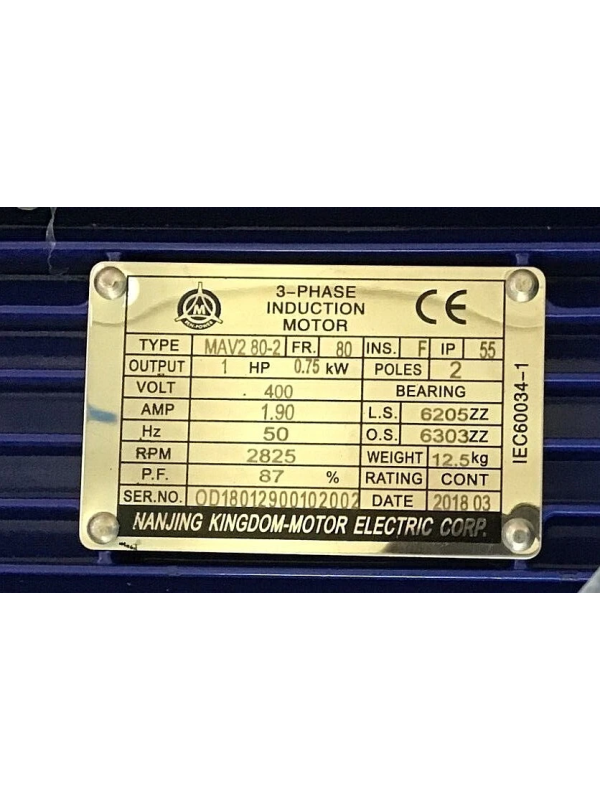 3-PHASE
INDUCTION
MOTOR
CE
TYPE MAV2 80-2 FR. 80 INS. F IP 55
OUTPUT 1 HP 0.75 kW POLES 2
VOLT 400 BEARING
AMP 1.90 L.S. 6205ZZ
Hz 50 O.S. 6303ZZ
RPM 2825 WEIGHT 12.5kg
P.F. 87 % RATING CONT
SER.NO. OD18012900102002 DATE 2018 03
NANJING KINGDOM-MOTOR ELECTRIC CORP.
IEC60034-1